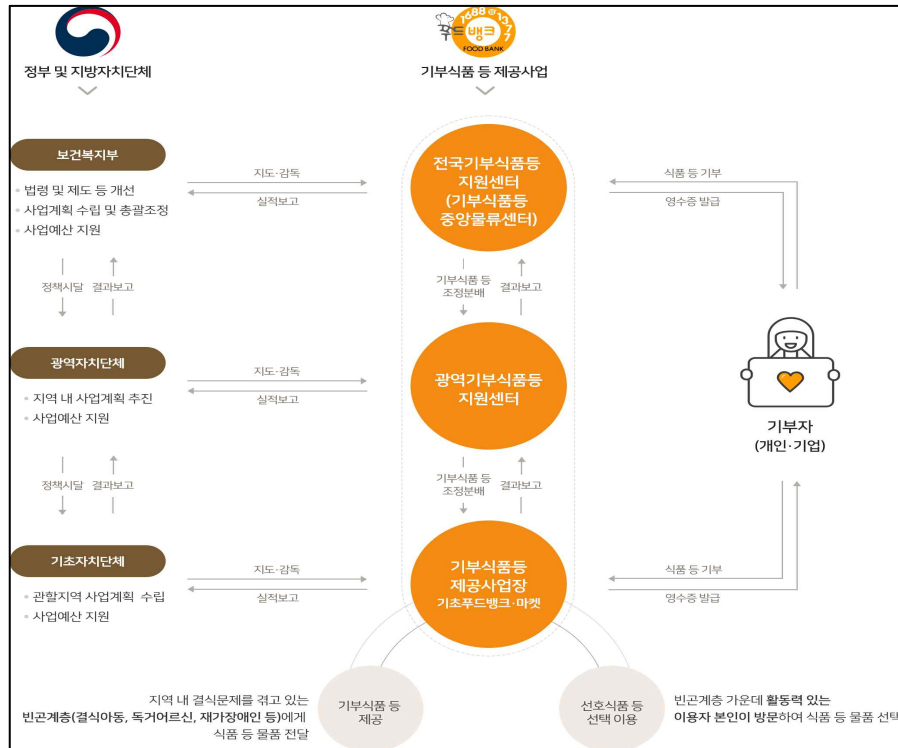 1688@1377
푸드뱅크
FOOD BANK
정부 및 지방자치단체
기부식품 등 제공사업
보건복지부
법령 및 제도 등 개선
사업계획 수립 및 총괄조정
사업예산 지원
지도·감독
실적보고
전국기부식품등
지원센터
(기부식품등
중앙물류센터)
식품 등 기부
영수증 발급
정책시달
결과보고
기부식품 등
조정분배
결과보고
광역자치단체
지역 내 사업계획 추진
사업예산 지원
지도·감독
실적보고
광역기부식품등
지원센터
기부자
(개인·기업)
정책시달
결과보고
기부식품 등
조정분배
결과보고
기초자치단체
관할지역 사업계획 수립
사업예산 지원
지도·감독
실적보고
기부식품등
제공사업장
기초푸드뱅크·마켓
식품 등 기부
영수증 발급
지역 내 결식문제를 겪고 있는
빈곤계층(결식아동, 독거어르신, 재가장애인 등)에게
식품 등 물품 전달
기부식품 등
제공
선호식품 등
선택 이용
빈곤계층 가운데 활동력 있는
이용자 본인이 방문하여 식품 등 물품 선택